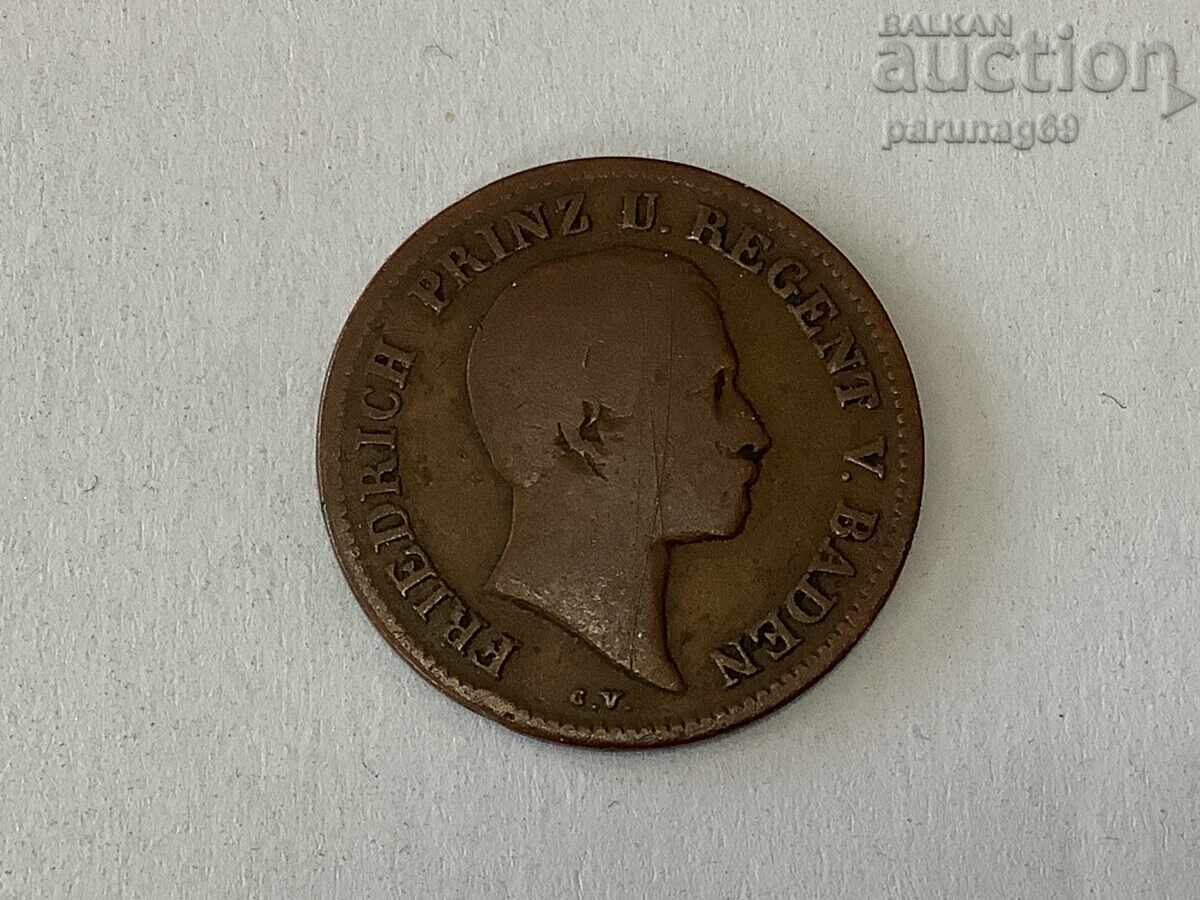 BALKAN
auction
parunag69
FRIEDRICH PRINZ U. REGENT V. BADEN
C.V.